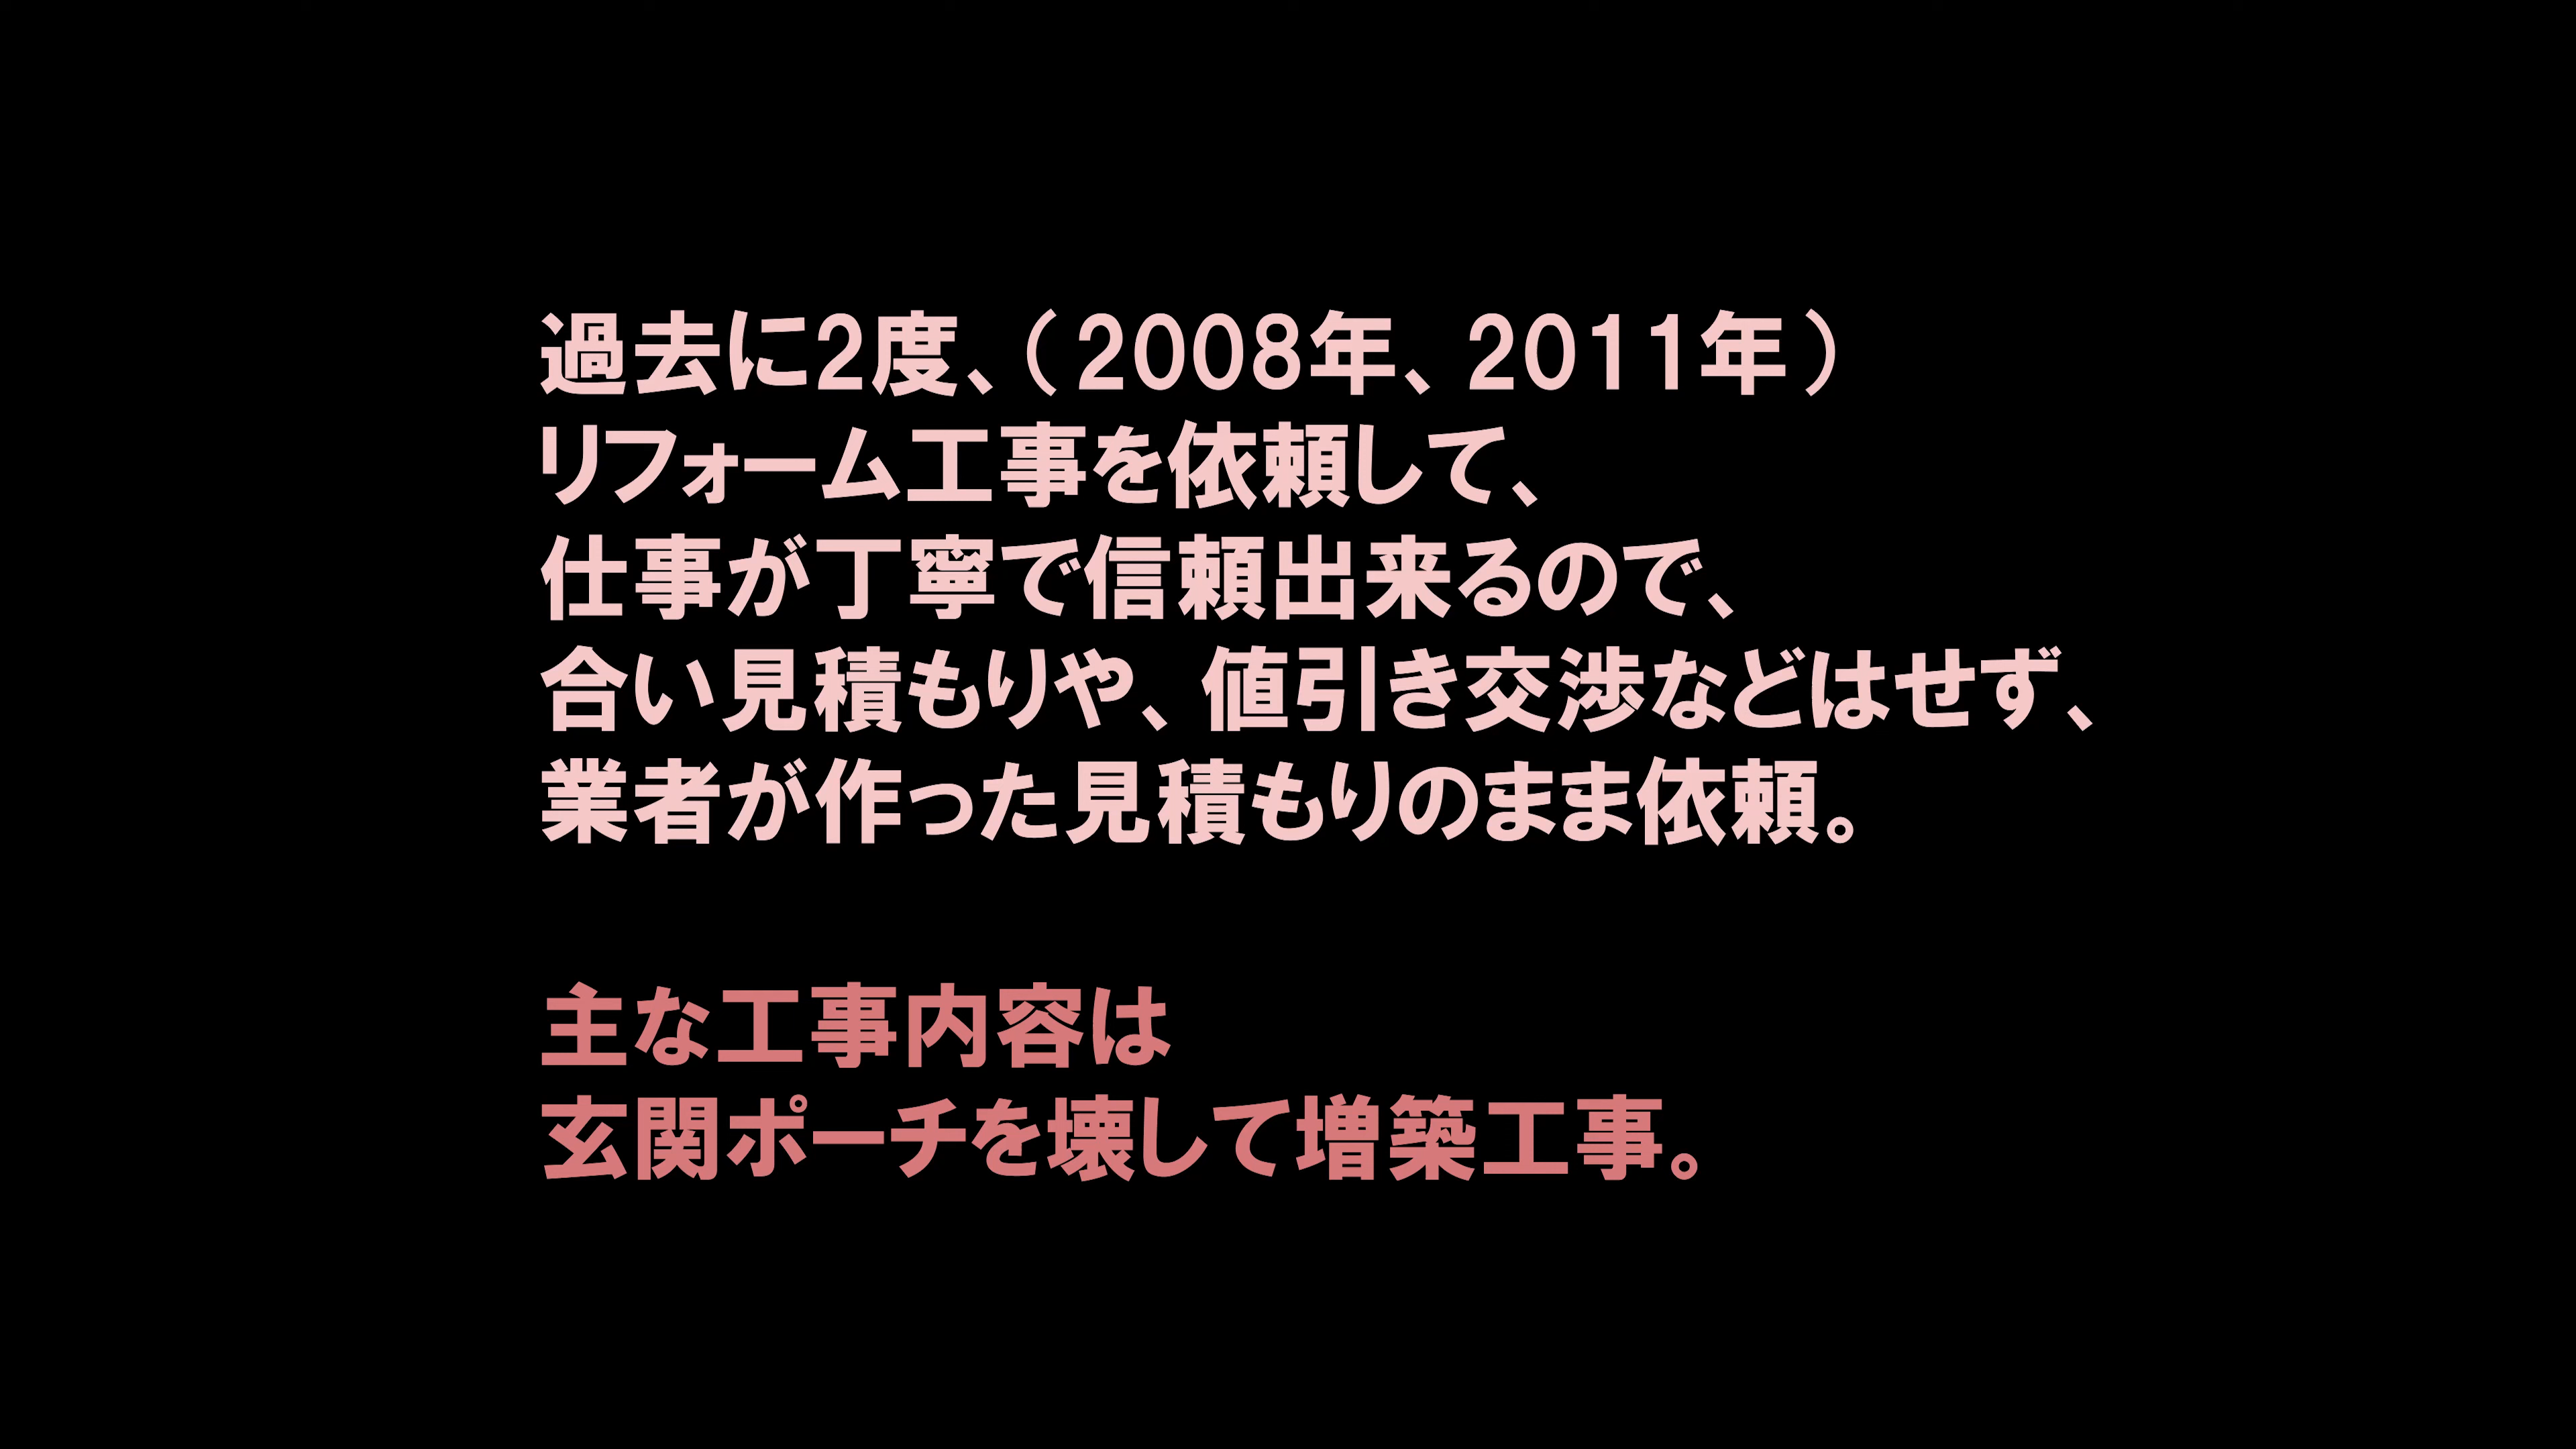 過去に2度、（2008年、2011年）
リフォーム工事を依頼して、
仕事が丁寧で信頼出来るので、
合い見積もりや、値引き交渉などはせず、
業者が作った見積もりのまま依頼。
主な工事内容は
玄関ポーチを壊して増築工事。